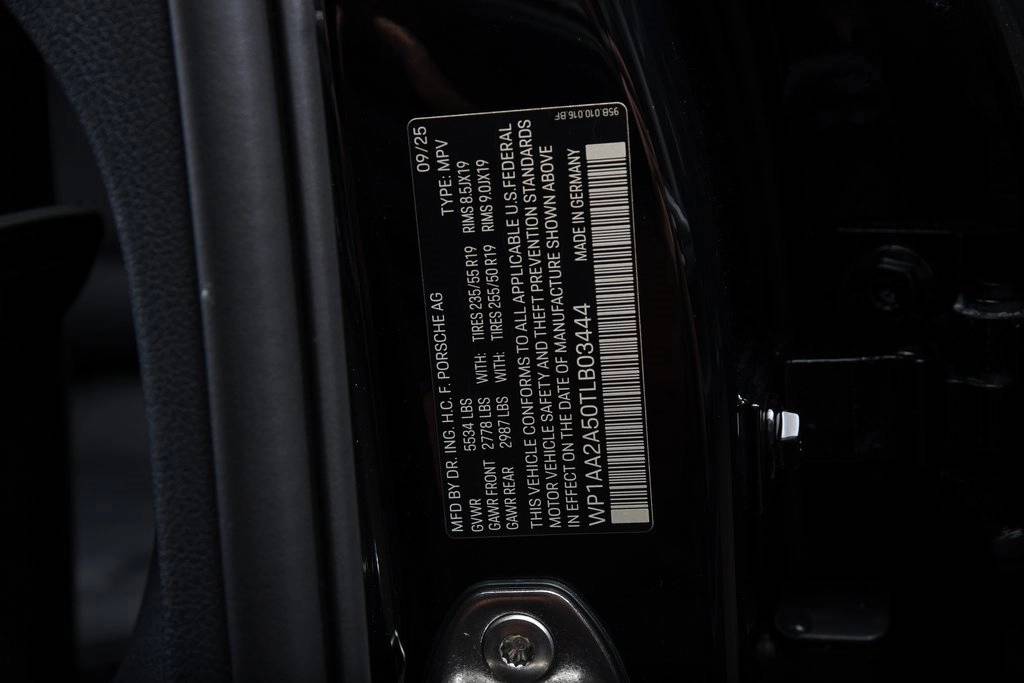 95B.010.016.BF
09/25
MFD BY DR. ING. H.C. F. PORSCHE AG TYPE: MPV
GVWR 5534 LBS
GAWR FRONT 2778 LBS WITH: TIRES 235/55 R19 RIMS 8.5JX19
GAWR REAR 2987 LBS WITH: TIRES 255/50 R19 RIMS 9.0JX19
THIS VEHICLE CONFORMS TO ALL APPLICABLE U.S.FEDERAL
MOTOR VEHICLE SAFETY AND THEFT PREVENTION STANDARDS
IN EFFECT ON THE DATE OF MANUFACTURE SHOWN ABOVE
WP1AA2A50TLB03444 MADE IN GERMANY